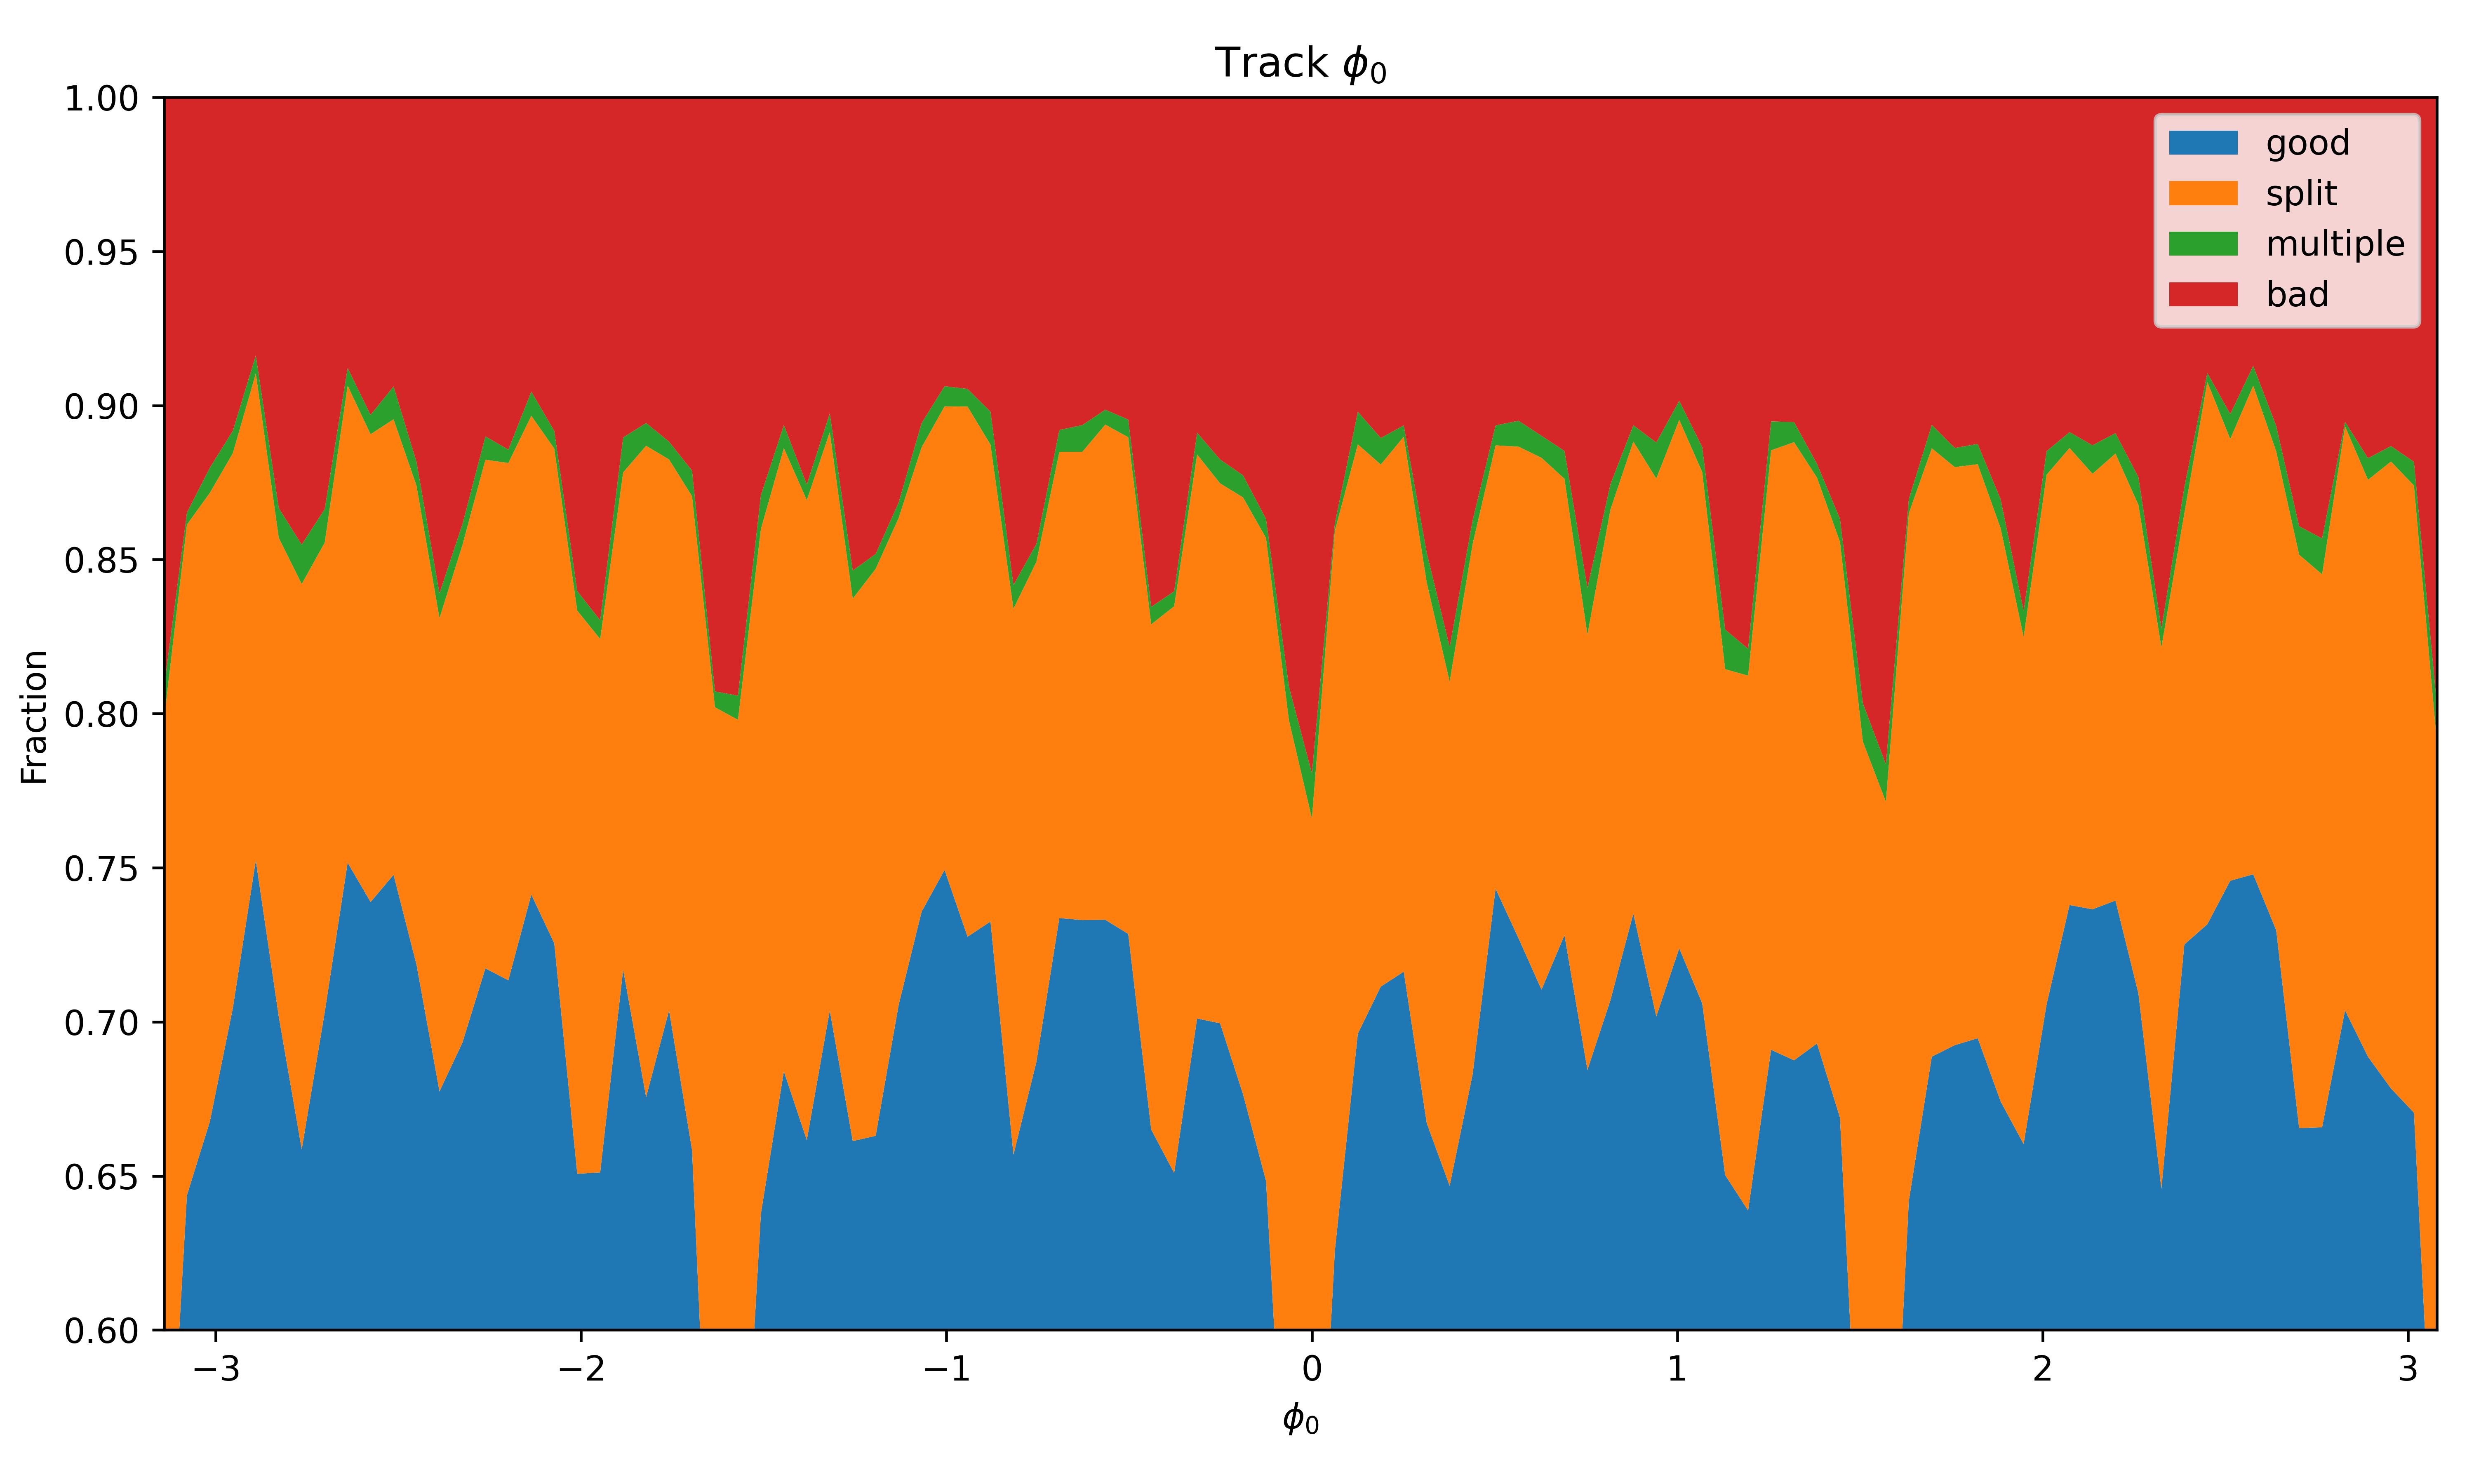 Track ϕ₀
1.00
0.95
0.90
0.85
0.80
0.75
0.70
0.65
0.60
Fraction
good
split
multiple
bad
−3 −2 −1 0 1 2 3
ϕ₀